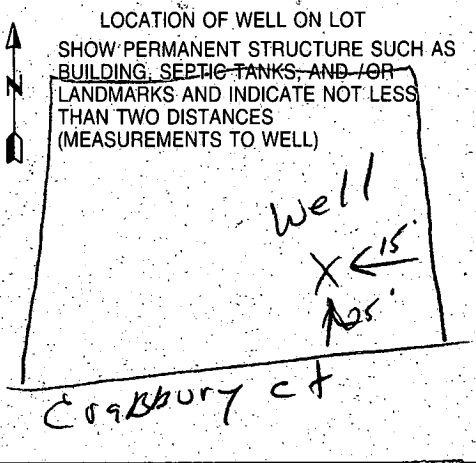 LOCATION OF WELL ON LOT
N
SHOW PERMANENT STRUCTURE SUCH AS
BUILDING, SEPTIC TANKS, AND /OR
LANDMARKS AND INDICATE NOT LESS
THAN TWO DISTANCES
(MEASUREMENTS TO WELL)
Well
X 15'
25'
ct